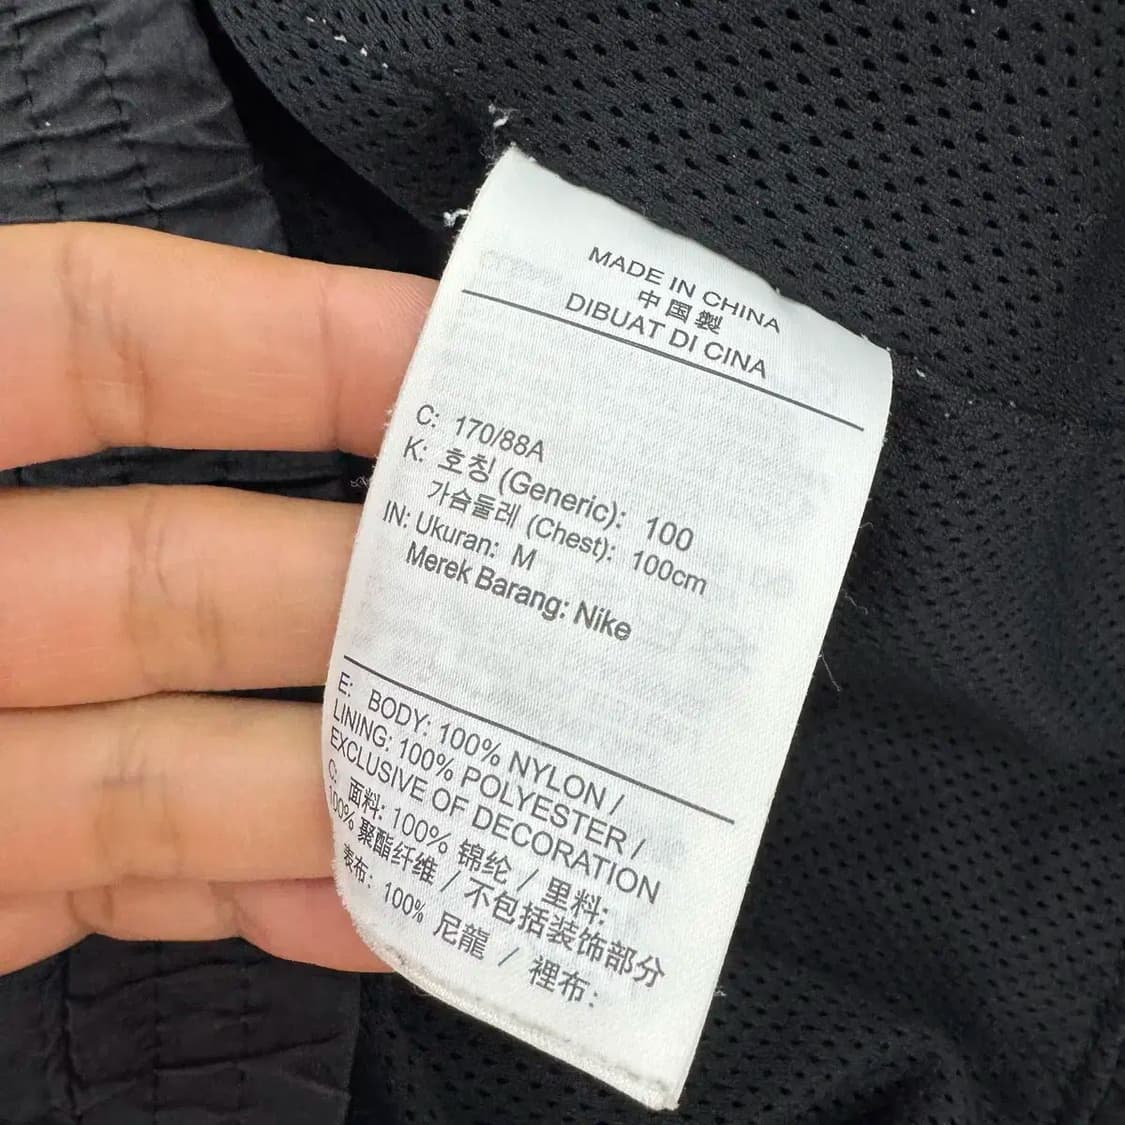 MADE IN CHINA
中国製
DIBUAT DI CINA
C: 170/88A
K: 호칭 (Generic): 100
가슴둘레 (Chest): 100cm
IN: Ukuran: M
Merek Barang: Nike
E: BODY: 100% NYLON /
LINING: 100% POLYESTER /
EXCLUSIVE OF DECORATION
C: 面料: 100% 锦纶 / 里料:
100% 聚酯纤维 / 不包括装饰部分
表布: 100% 尼龍 / 裡布: